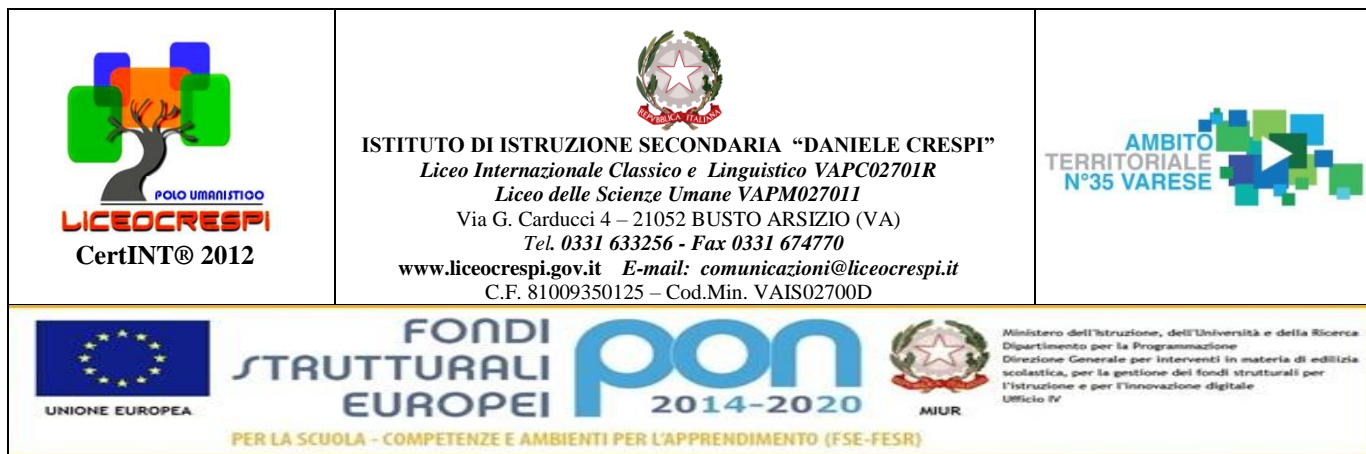 POLO UMANISTICO
LICEOCRESPI
CertINT® 2012
REPVBBLICA ITALIANA
ISTITUTO DI ISTRUZIONE SECONDARIA “DANIELE CRESPI”
Liceo Internazionale Classico e Linguistico VAPC02701R
Liceo delle Scienze Umane VAPM027011
Via G. Carducci 4 – 21052 BUSTO ARSIZIO (VA)
Tel. 0331 633256 - Fax 0331 674770
www.liceocrespi.gov.it E-mail: comunicazioni@liceocrespi.it
C.F. 81009350125 – Cod.Min. VAIS02700D
AMBITO
TERRITORIALE
N°35 VARESE
UNIONE EUROPEA
FONDI
STRUTTURALI
EUROPEI
pon
2014-2020
MIUR
Ministero dell'Istruzione, dell'Università e della Ricerca
Dipartimento per la Programmazione
Direzione Generale per interventi in materia di edilizia
scolastica, per la gestione dei fondi strutturali per
l'istruzione e per l'innovazione digitale
Ufficio IV
PER LA SCUOLA - COMPETENZE E AMBIENTI PER L'APPRENDIMENTO (FSE-FESR)